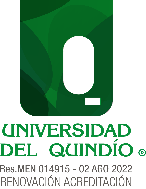 UNIVERSIDAD
DEL QUINDÍO ®
Res.MEN 014915 - 02 AGO 2022
RENOVACIÓN ACREDITACIÓN